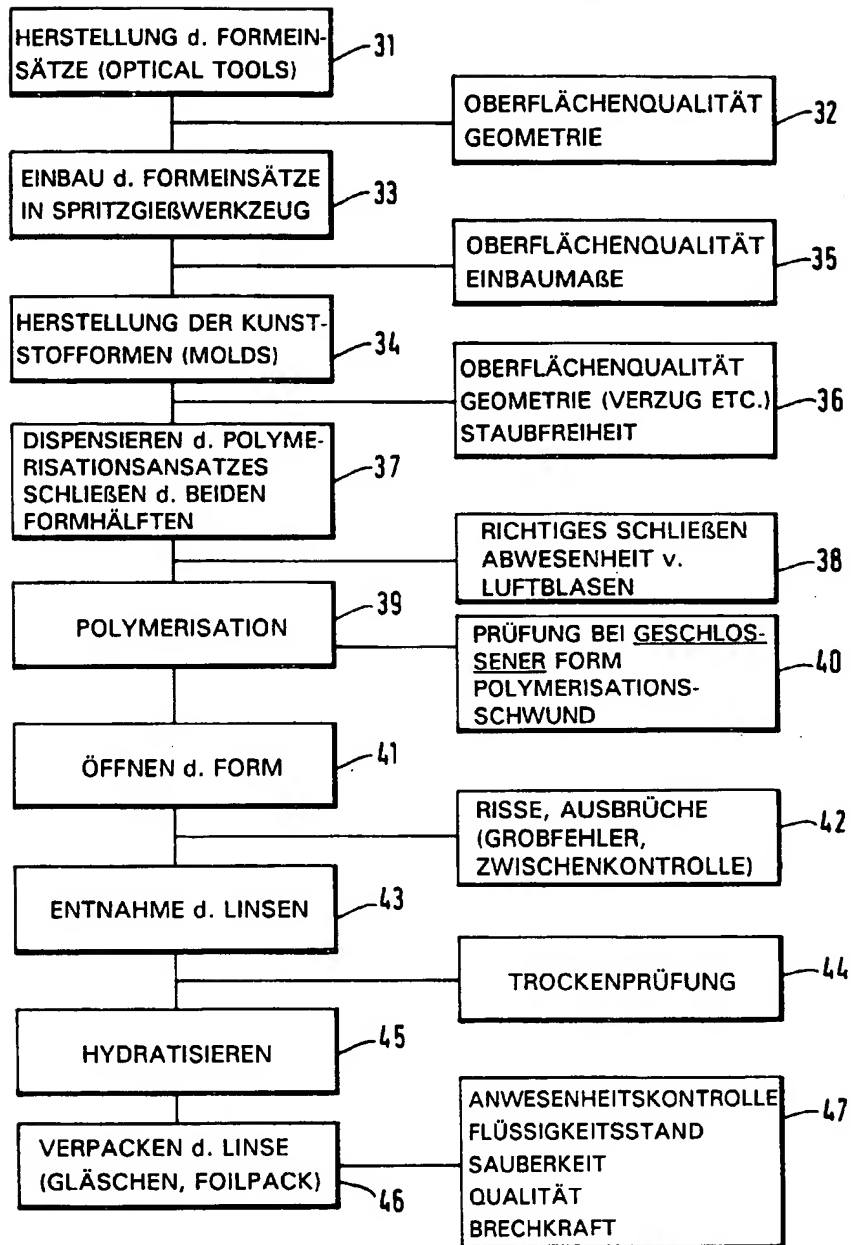 HERSTELLUNG d. FORMEIN-
SÄTZE (OPTICAL TOOLS)
31
OBERFLÄCHENQUALITÄT
GEOMETRIE
32
EINBAU d. FORMEINSÄTZE
IN SPRITZGIEßWERKZEUG
33
OBERFLÄCHENQUALITÄT
EINBAUMAßE
35
HERSTELLUNG DER KUNST-
STOFFORMEN (MOLDS)
34
OBERFLÄCHENQUALITÄT
GEOMETRIE (VERZUG ETC.)
STAUBFREIHEIT
36
DISPENSIEREN d. POLYME-
RISATIONSANSATZES
SCHLIEßEN d. BEIDEN
FORMHÄLFTEN
37
RICHTIGES SCHLIEßEN
ABWESENHEIT v.
LUFTBLASEN
38
POLYMERISATION
39
PRÜFUNG BEI GESCHLOS-
SENER FORM
POLYMERISATIONS-
SCHWUND
40
ÖFFNEN d. FORM
41
RISSE, AUSBRÜCHE
(GROBFEHLER,
ZWISCHENKONTROLLE)
42
ENTNAHME d. LINSEN
43
TROCKENPRÜFUNG
44
HYDRATISIEREN
45
VERPACKEN d. LINSE
(GLÄSCHEN, FOILPACK)
46
ANWESENHEITSKONTROLLE
FLÜSSIGKEITSSTAND
SAUBERKEIT
QUALITÄT
BRECHKRAFT
47